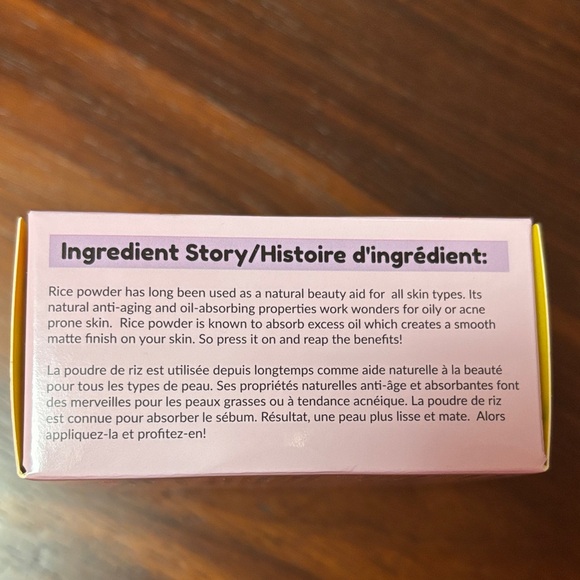 Ingredient Story/Histoire d'ingrédient:
Rice powder has long been used as a natural beauty aid for  all skin types. Its
natural anti-aging and oil-absorbing properties work wonders for oily or acne
prone skin.  Rice powder is known to absorb excess oil which creates a smooth
matte finish on your skin. So press it on and reap the benefits!
La poudre de riz est utilisée depuis longtemps comme aide naturelle à la beauté
pour tous les types de peau. Ses propriétés naturelles anti-âge et absorbantes font
des merveilles pour les peaux grasses ou à tendance acnéique. La poudre de riz
est connue pour absorber le sébum. Résultat, une peau plus lisse et mate.  Alors
appliquez-la et profitez-en!